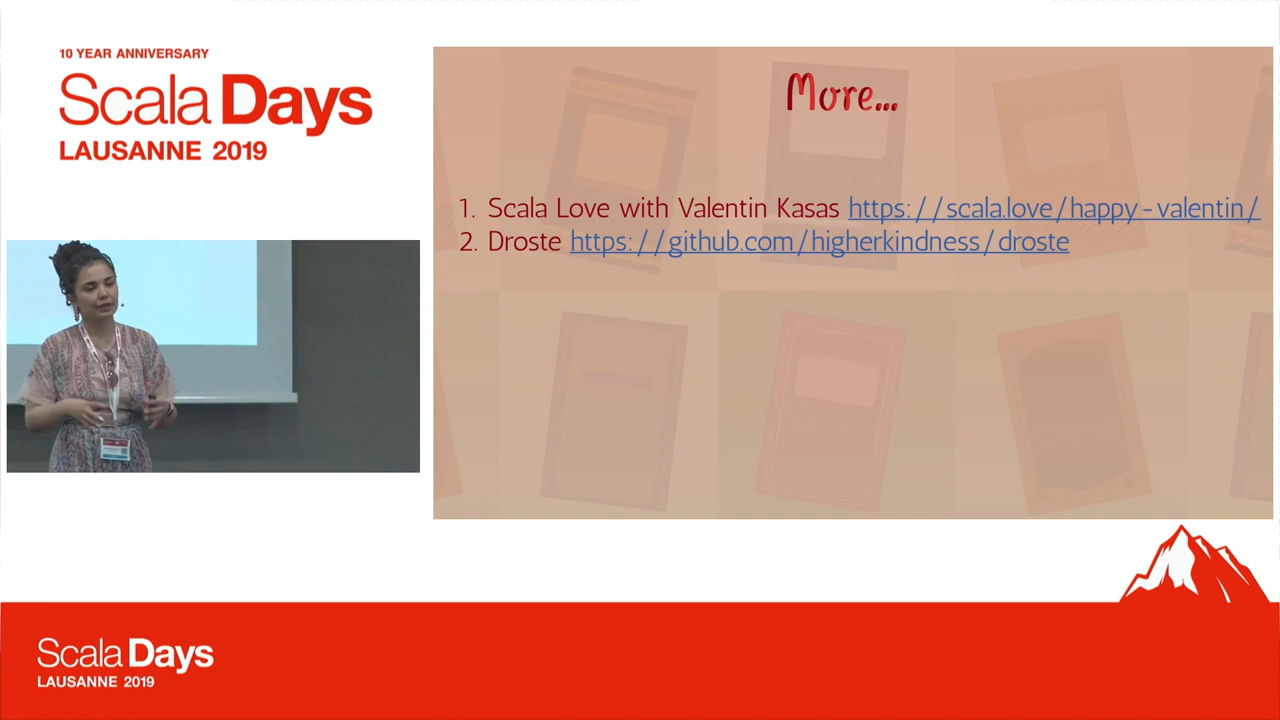 10 YEAR ANNIVERSARY
Scala Days
LAUSANNE 2019
More...
1. Scala Love with Valentin Kasas https://scala.love/happy-valentin/
2. Droste https://github.com/higherkindness/droste
Scala Days
LAUSANNE 2019